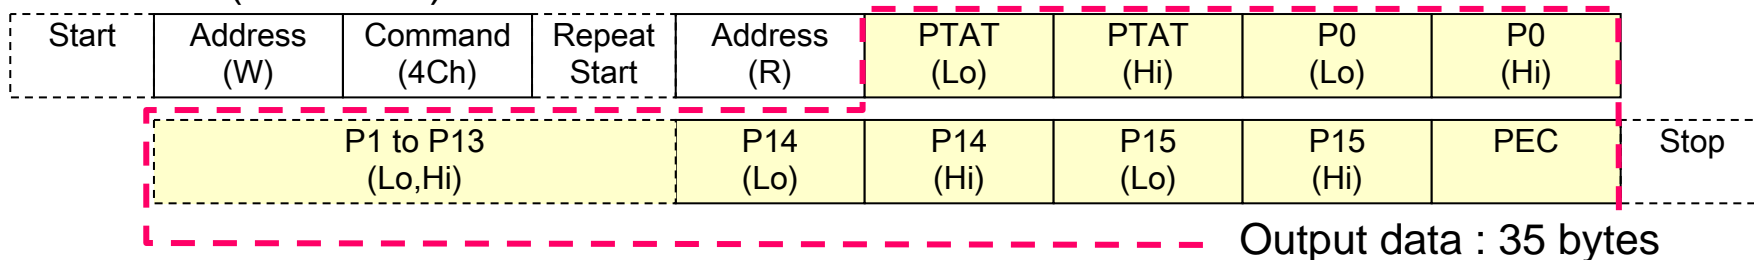 Start Address Command Repeat Address PTAT PTAT P0 P0
(W) (4Ch) Start (R) (Lo) (Hi) (Lo) (Hi)
P1 to P13 P14 P14 P15 P15 PEC Stop
(Lo,Hi) (Lo) (Hi) (Lo) (Hi)
Output data : 35 bytes